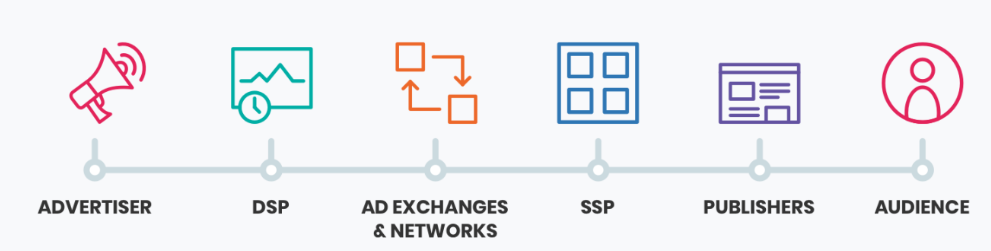 ADVERTISER
DSP
AD EXCHANGES
& NETWORKS
SSP
PUBLISHERS
AUDIENCE